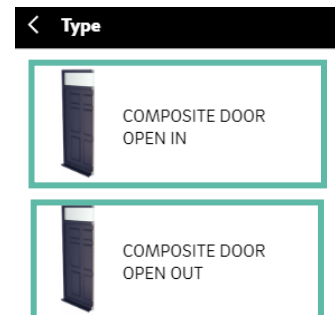 Type
COMPOSITE DOOR
OPEN IN
COMPOSITE DOOR
OPEN OUT